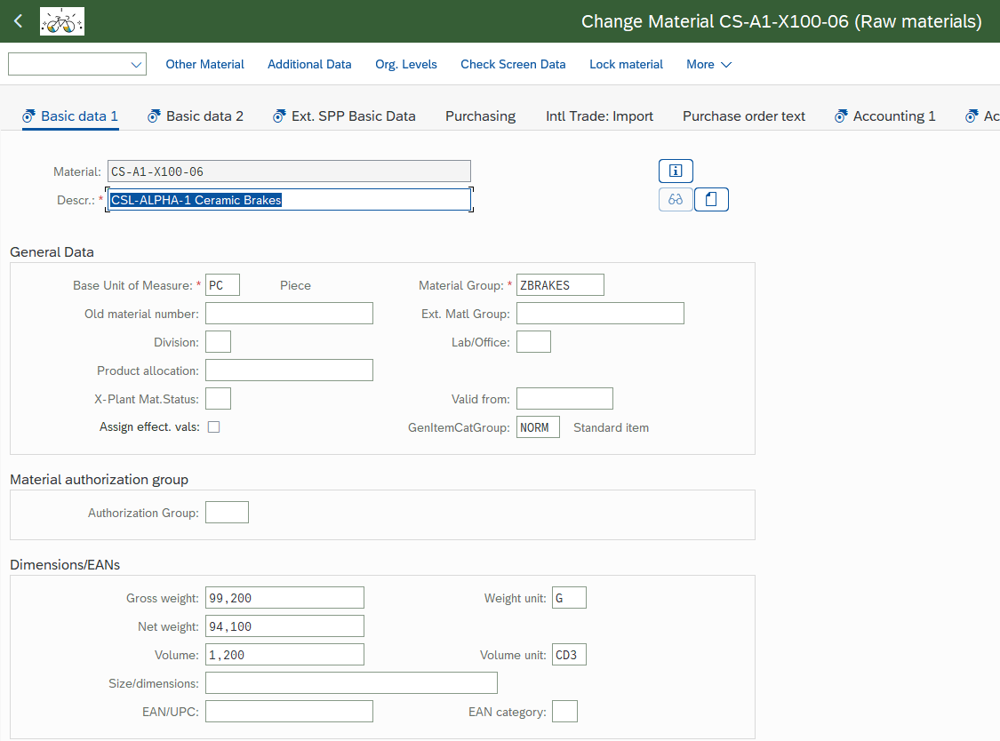 Change Material CS-A1-X100-06 (Raw materials)
Other Material Additional Data Org. Levels Check Screen Data Lock material More
Basic data 1 Basic data 2 Ext. SPP Basic Data Purchasing Intl Trade: Import Purchase order text Accounting 1 Ac
Material: CS-A1-X100-06
Descr.: * CSL-ALPHA-1 Ceramic Brakes
General Data
Base Unit of Measure: * PC Piece Material Group: * ZBRAKES
Old material number: Ext. Matl Group:
Division: Lab/Office:
Product allocation:
X-Plant Mat.Status: Valid from:
Assign effect. vals: GenItemCatGroup: NORM Standard item
Material authorization group
Authorization Group:
Dimensions/EANs
Gross weight: 99,200 Weight unit: G
Net weight: 94,100
Volume: 1,200 Volume unit: CD3
Size/dimensions:
EAN/UPC: EAN category: